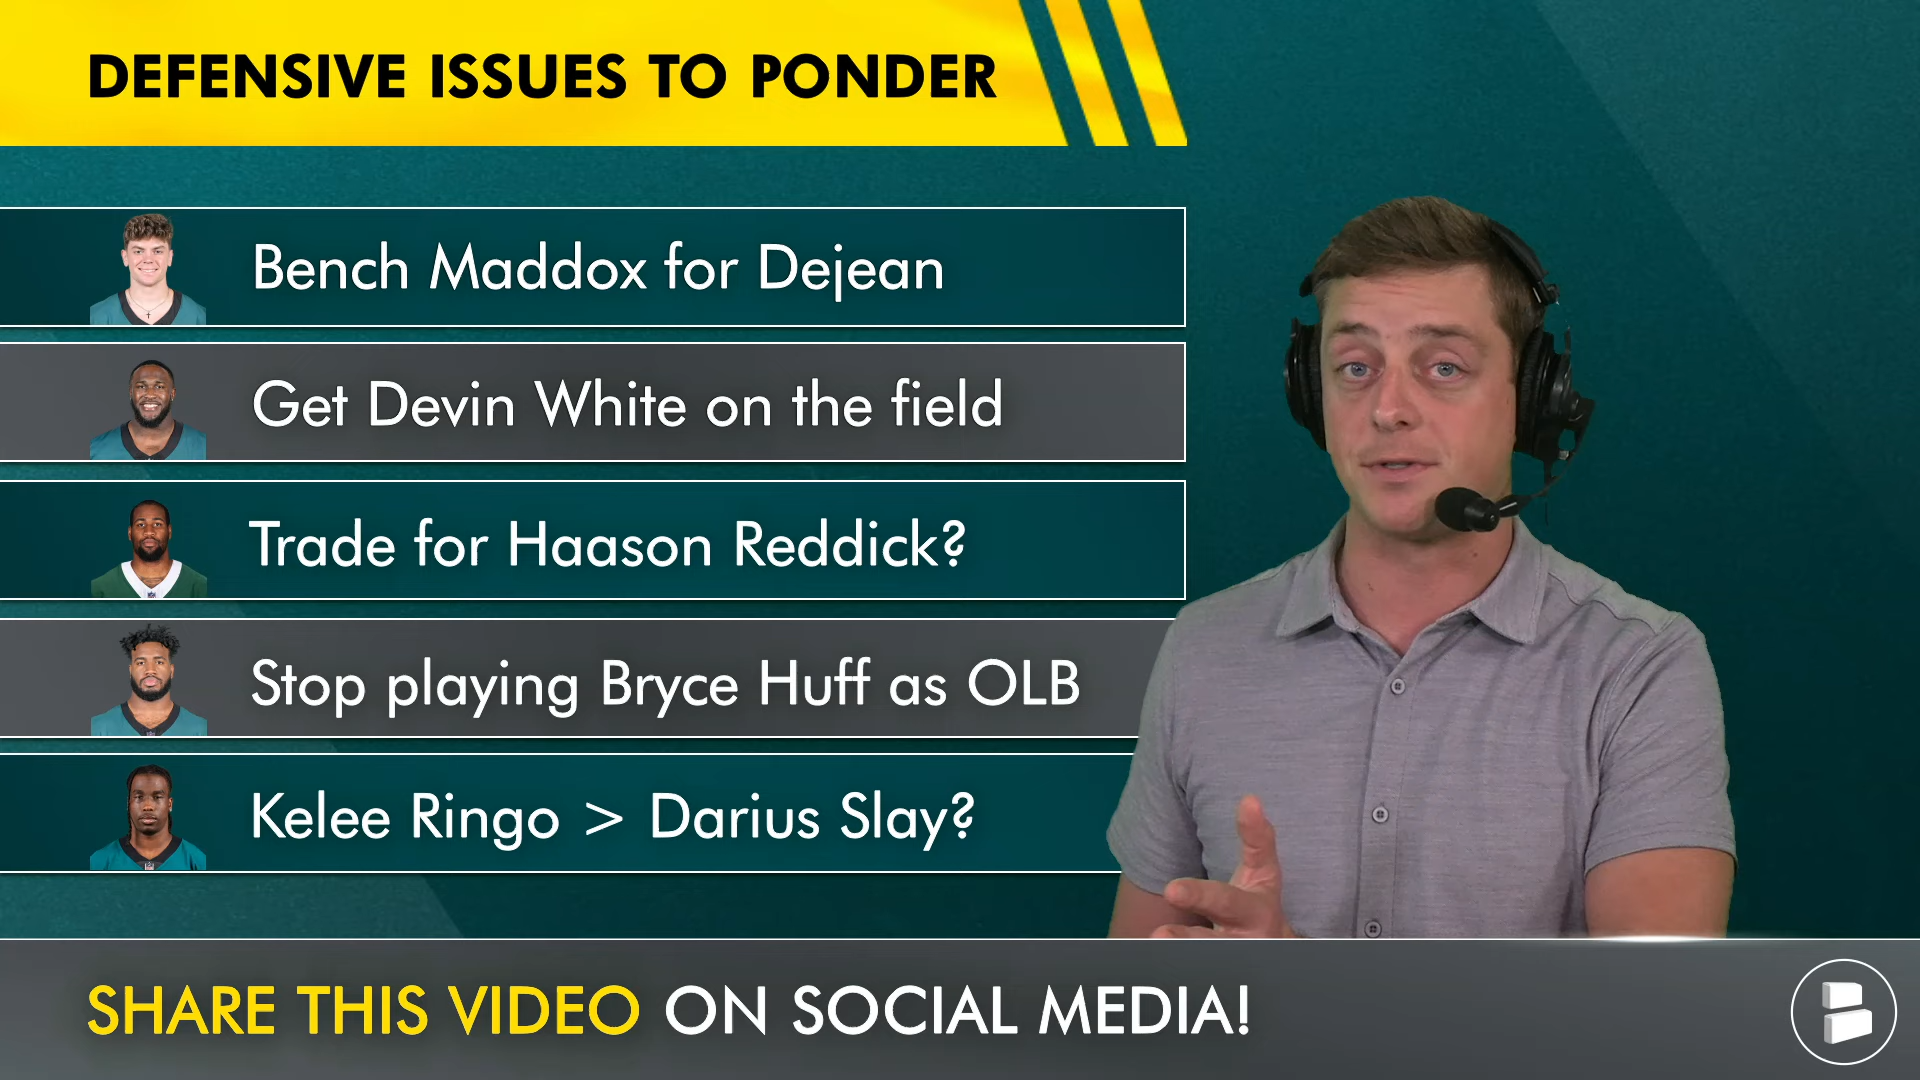 DEFENSIVE ISSUES TO PONDER
Bench Maddox for Dejean
Get Devin White on the field
Trade for Haason Reddick?
Stop playing Bryce Huff as OLB
Kelee Ringo > Darius Slay?
SHARE THIS VIDEO ON SOCIAL MEDIA!